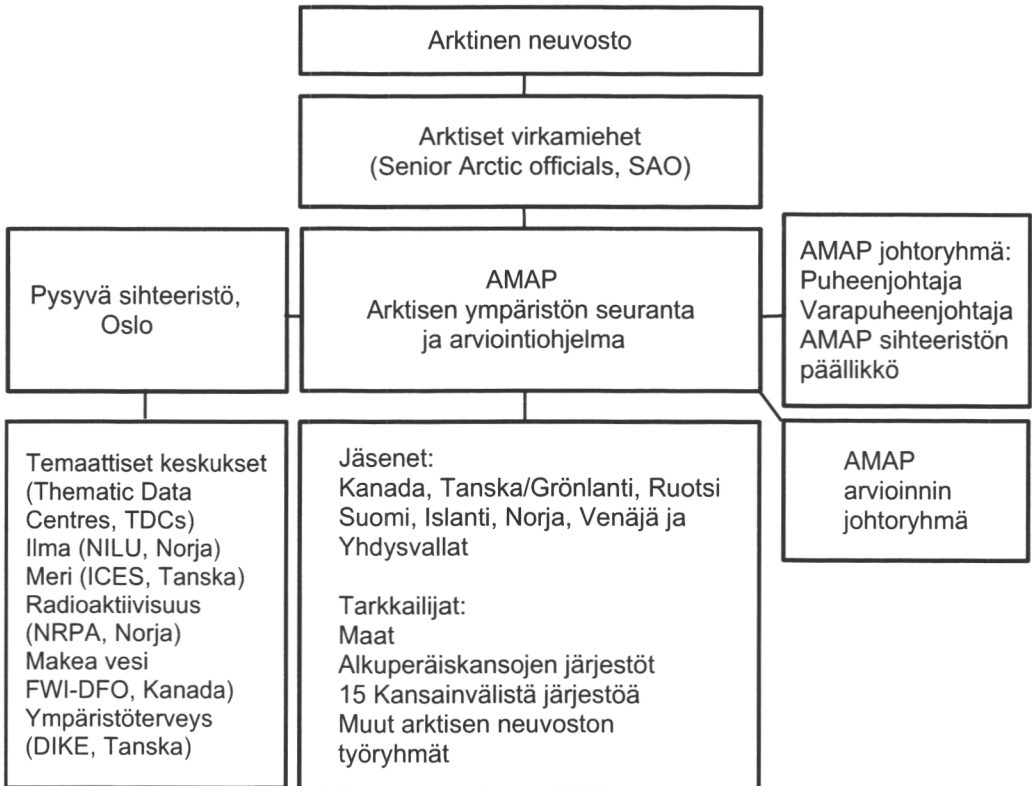 Arktinen neuvosto
Arktiset virkamiehet
(Senior Arctic officials, SAO)
Pysyvä sihteeristö,
Oslo
AMAP
Arktisen ympäristön seuranta
ja arviointiohjelma
AMAP johtoryhmä:
Puheenjohtaja
Varapuheenjohtaja
AMAP sihteeristön
päällikkö
Temaattiset keskukset
(Thematic Data
Centres, TDCs)
Ilma (NILU, Norja)
Meri (ICES, Tanska)
Radioaktiivisuus
(NRPA, Norja)
Makea vesi
FWI-DFO, Kanada)
Ympäristöterveys
(DIKE, Tanska)
Jäsenet:
Kanada, Tanska/Grönlanti, Ruotsi
Suomi, Islanti, Norja, Venäjä ja
Yhdysvallat
Tarkkailijat:
Maat
Alkuperäiskansojen järjestöt
15 Kansainvälistä järjestöä
Muut arktisen neuvoston
työryhmät
AMAP
arvioinnin
johtoryhmä